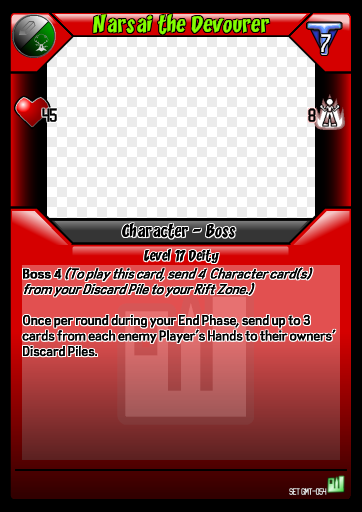 Narsai the Devourer
7
45
8
Character - Boss
Level 17 Deity
Boss 4 (To play this card, send 4 Character card(s)
from your Discard Pile to your Rift Zone.)
Once per round during your End Phase, send up to 3
cards from each enemy Player's Hands to their owners'
Discard Piles.
SET GMT-054